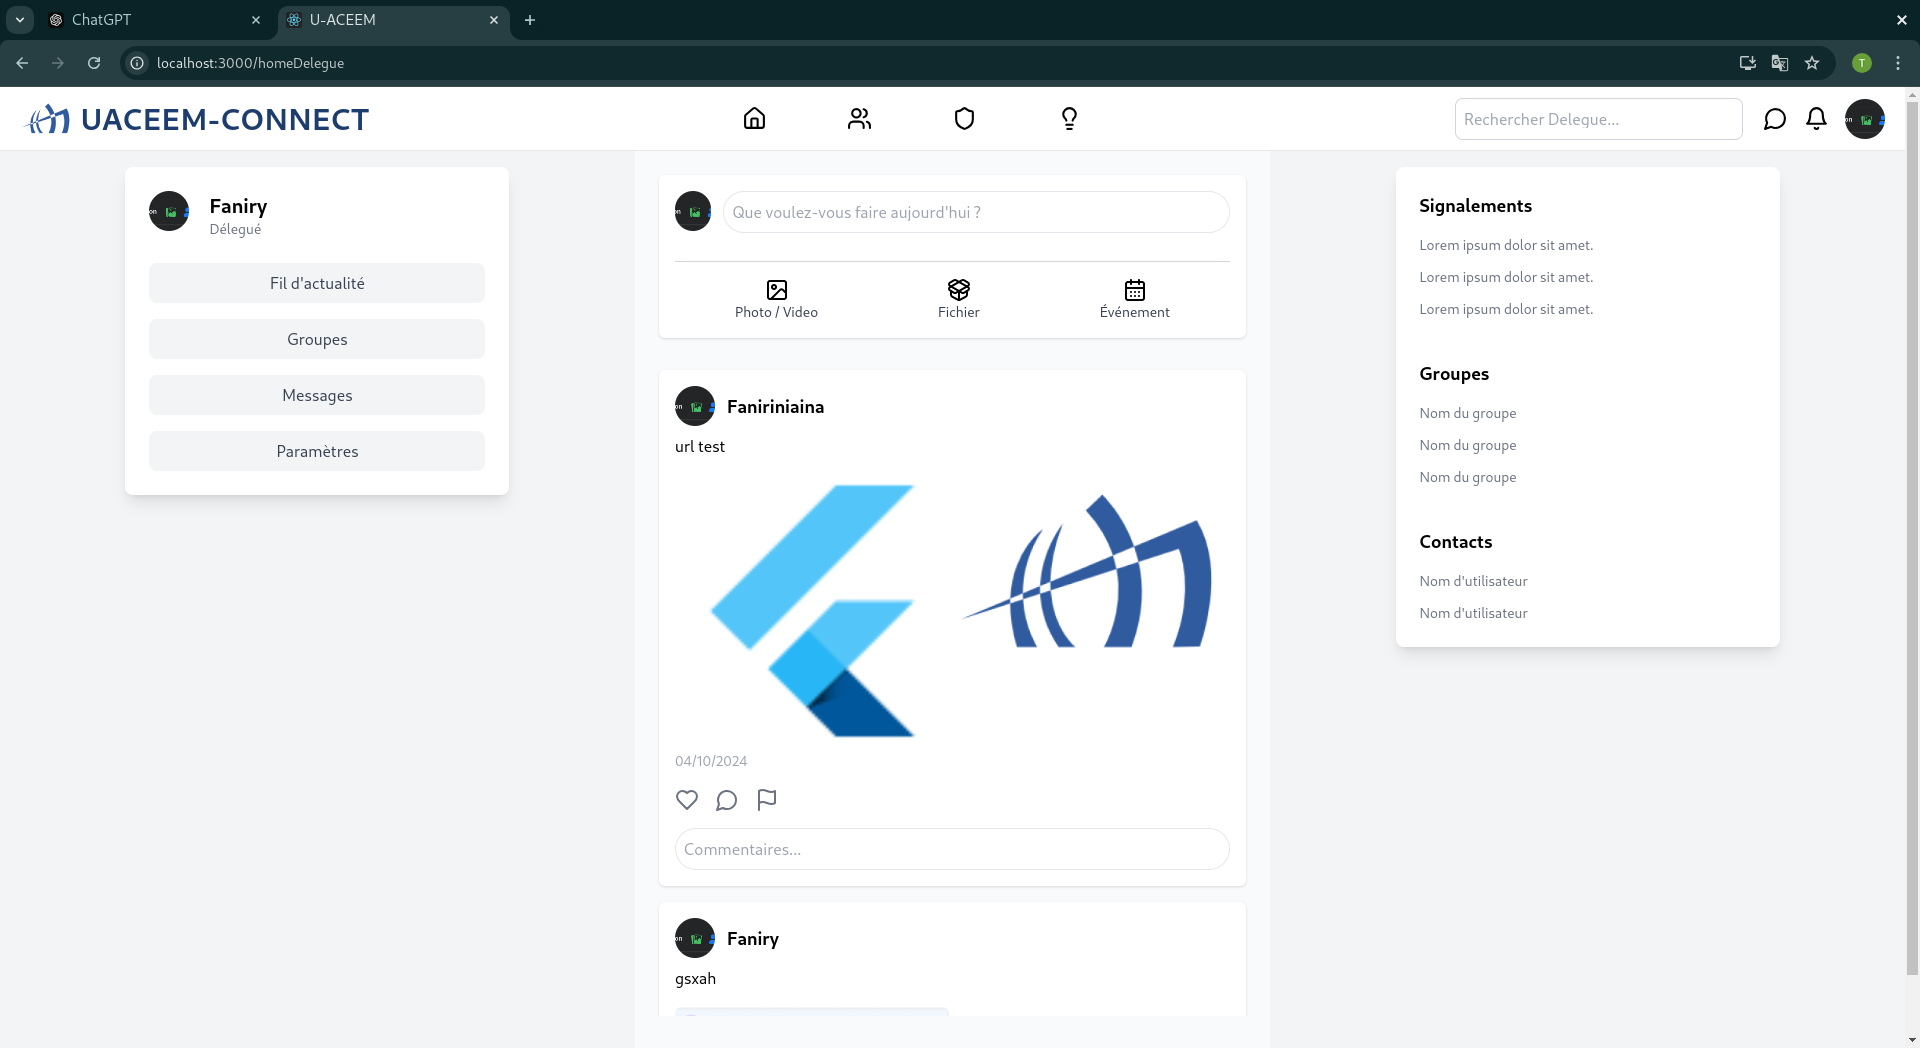 ChatGPT
U-ACEEM
localhost:3000/homeDelegue
T
UACEEM-CONNECT
Rechercher Delegue...
Faniry
Délegué
Fil d'actualité
Groupes
Messages
Paramètres
Que voulez-vous faire aujourd'hui ?
Photo / Video
Fichier
Événement
Faniriniaina
url test
04/10/2024
Commentaires...
Faniry
gsxah
Signalements
Lorem ipsum dolor sit amet.
Lorem ipsum dolor sit amet.
Lorem ipsum dolor sit amet.
Groupes
Nom du groupe
Nom du groupe
Nom du groupe
Contacts
Nom d'utilisateur
Nom d'utilisateur